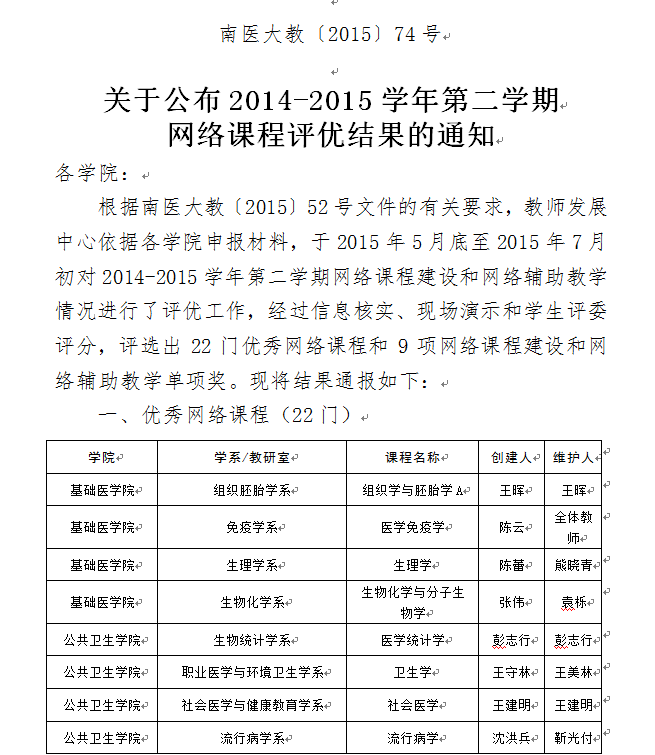 南医大教〔2015〕74号
关于公布2014-2015学年第二学期
网络课程评优结果的通知
各学院：
根据南医大教〔2015〕52号文件的有关要求，教师发展
中心依据各学院申报材料，于2015年5月底至2015年7月
初对2014-2015学年第二学期网络课程建设和网络辅助教学
情况进行了评优工作，经过信息核实、现场演示和学生评委
评分，评选出22门优秀网络课程和9项网络课程建设和网
络辅助教学单项奖。现将结果通报如下：
一、优秀网络课程（22门）
学院 学系/教研室 课程名称 创建人 维护人
基础医学院 组织胚胎学系 组织学与胚胎学A 王晖 王晖
基础医学院 免疫学系 医学免疫学 陈云 全体教
师
基础医学院 生理学系 生理学 陈蕾 熊晓青
基础医学院 生物化学系 生物化学与分子生
物学 张伟 袁栎
公共卫生学院 生物统计学系 医学统计学 彭志行 彭志行
公共卫生学院 职业医学与环境卫生学系 卫生学 王守林 王美林
公共卫生学院 社会医学与健康教育学系 社会医学 王建明 王建明
公共卫生学院 流行病学系 流行病学 沈洪兵 靳光付